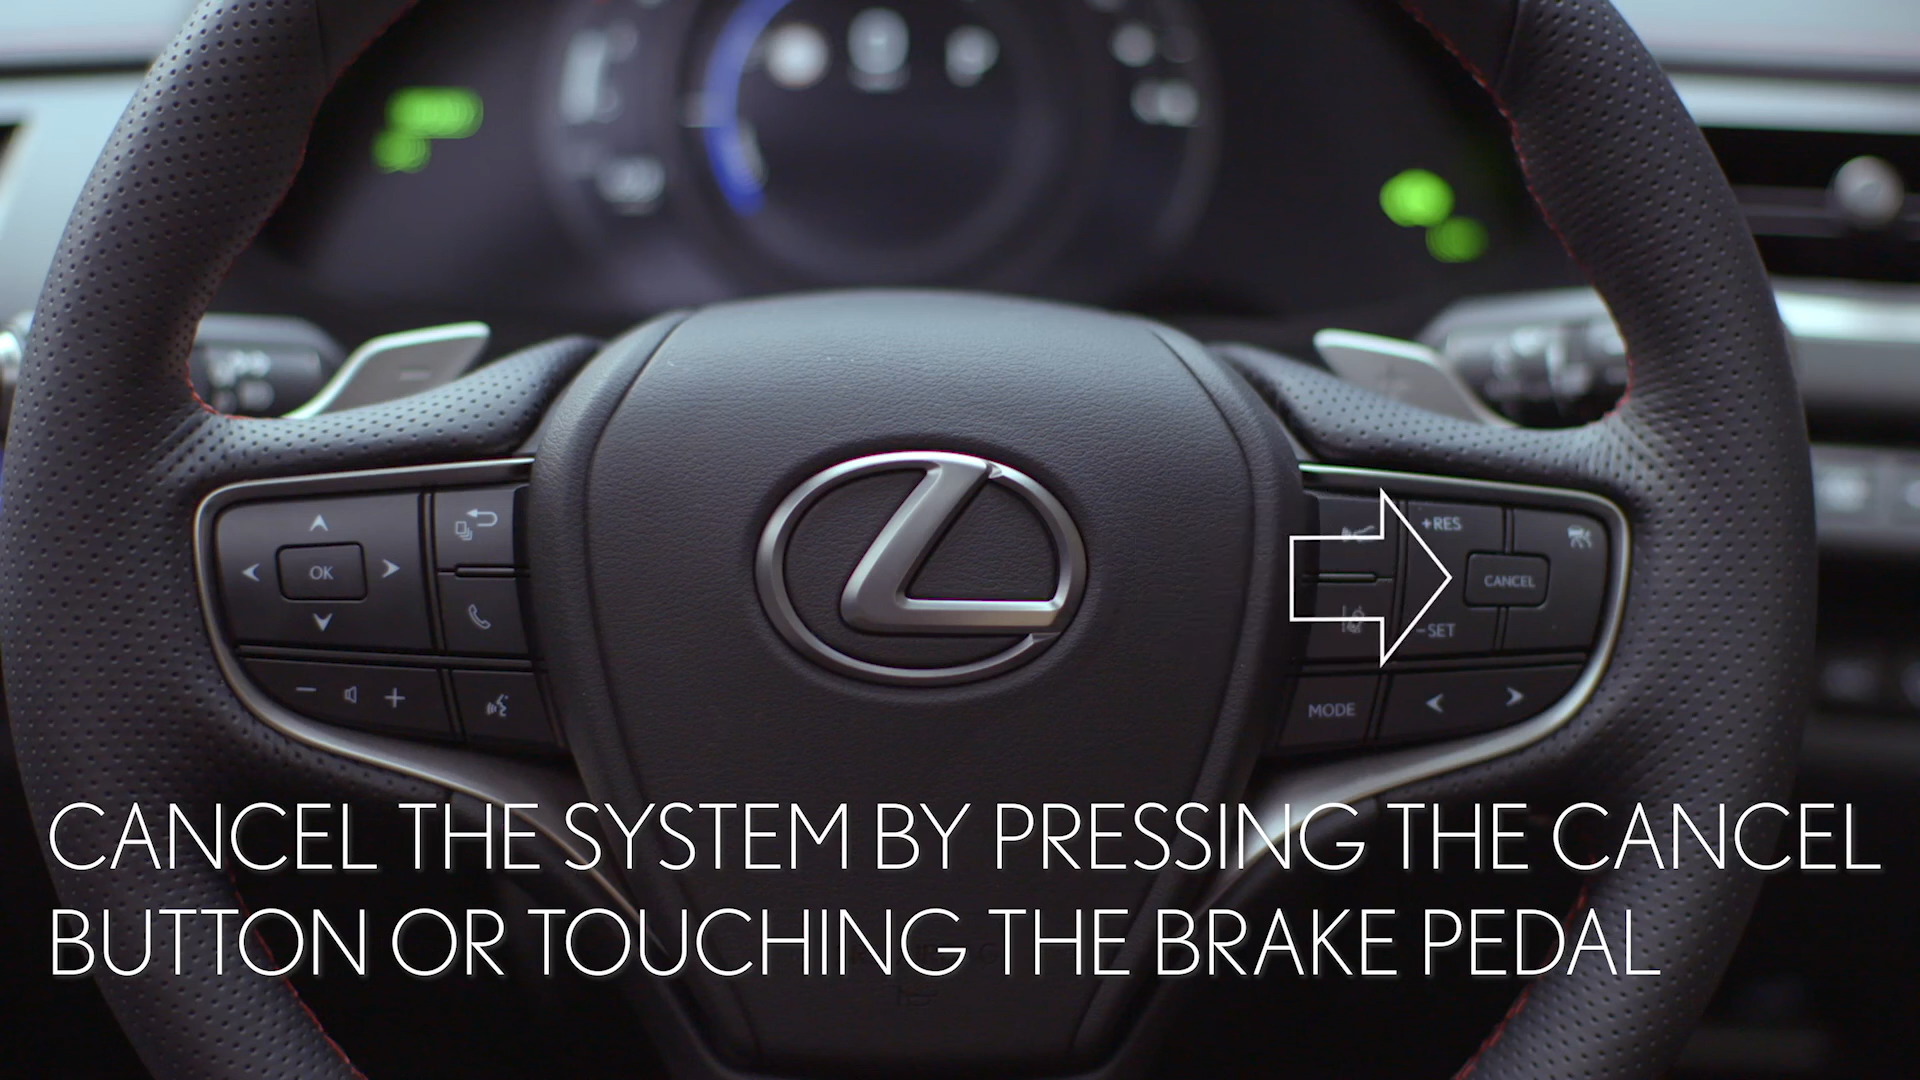 +RES
OK
CANCEL
-SET
− +
MODE
CANCEL THE SYSTEM BY PRESSING THE CANCEL
BUTTON OR TOUCHING THE BRAKE PEDAL